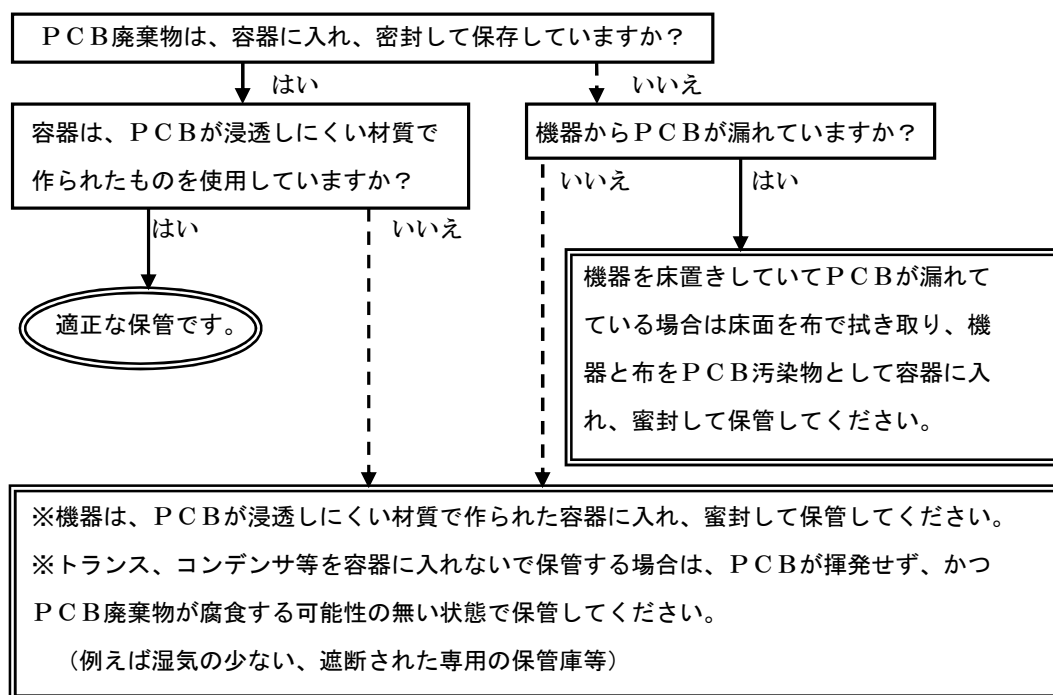 ＰＣＢ廃棄物は、容器に入れ、密封して保存していますか？
はい
いいえ
容器は、ＰＣＢが浸透しにくい材質で
作られたものを使用していますか？
機器からＰＣＢが漏れていますか？
いいえ
はい
はい
いいえ
適正な保管です。
機器を床置きしていてＰＣＢが漏れて
ている場合は床面を布で拭き取り、機
器と布をＰＣＢ汚染物として容器に入
れ、蜜封して保管してください。
※機器は、ＰＣＢが浸透しにくい材質で作られた容器に入れ、蜜封して保管してください。
※トランス、コンデンサ等を容器に入れないで保管する場合は、ＰＣＢが揮発せず、かつ
ＰＣＢ廃棄物が腐食する可能性の無い状態で保管してください。
（例えば湿気の少ない、遮断された専用の保管庫等）